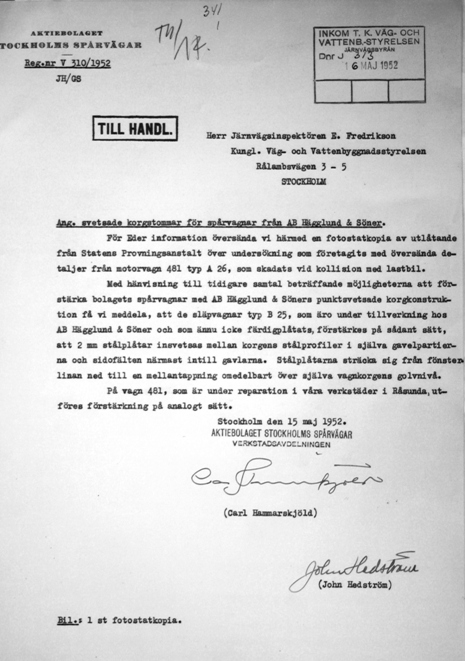 341
AKTIEBOLAGET
STOCKHOLMS SPÅRVÄGAR
Reg.nr V 310/1952
JH/GS
INKOM T. K. VÄG- OCH
VATTENB.-STYRELSEN
JÄRNVÄGSBYRÅN
Dnr J 313
16 MAJ 1952
TILL HANDL.
Herr Järnvägsinspektören E. Fredrikson
Kungl. Väg- och Vattenbyggnadsstyrelsen
Rålambsvägen 3 - 5
STOCKHOLM
Ang. svetsade korgstommar för spårvagnar från AB Hägglund & Söner.
För Eder information översända vi härmed en fotostatkopia av utlåtande
från Statens Provningsanstalt över undersökning som företagits med översända de-
taljer från motorvagn 481 typ A 26, som skadats vid kollision med lastbil.
Med hänvisning till tidigare samtal beträffande möjligheterna att för-
stärka bolagets spårvagnar med AB Hägglund & Söners punktsvetsade korgkonstruk-
tion få vi meddela, att de släpvagnar typ B 25, som äro under tillverkning hos
AB Hägglund & Söner och som ännu icke färdigplåtats, förstärkes på sådant sätt,
att 2 mm stålplåtar insvetsas mellan korgens stålprofiler i själva gavelpartier-
na och sidofälten närmast intill gavlarna. Stålplåtarna sträcka sig från fönster-
linan ned till en mellantappning omedelbart över själva vagnkorgens golvnivå.
På vagn 481, som är under reparation i våra verkstäder i Råsunda, ut-
föres förstärkning på analogt sätt.
Stockholm den 15 maj 1952.
AKTIEBOLAGET STOCKHOLMS SPÅRVÄGAR
VERKSTADSAVDELNINGEN
(Carl Hammarskjöld)
John Hedström
(John Hedström)
Bil.: 1 st fotostatkopia.